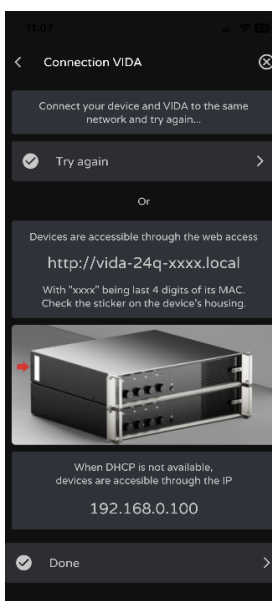 11:07
Connection VIDA
Connect your device and VIDA to the same
network and try again...
Try again
Or
Devices are accessible through the web access
http://vida-24q-xxxx.local
With "xxxx" being last 4 digits of its MAC.
Check the sticker on the device's housing.
When DHCP is not available,
devices are accesible through the IP
192.168.0.100
Done